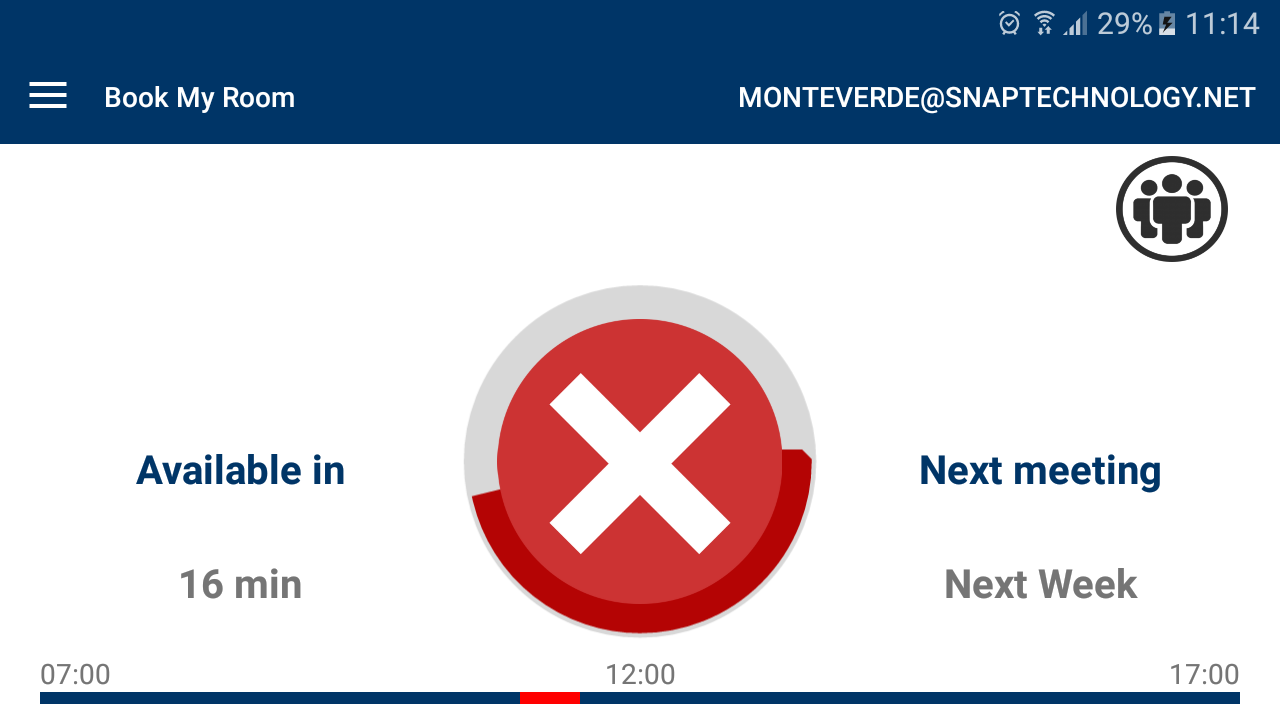 29% 11:14
Book My Room MONTEVERDE@SNAPTECHNOLOGY.NET
Available in
16 min
Next meeting
Next Week
07:00 12:00 17:00